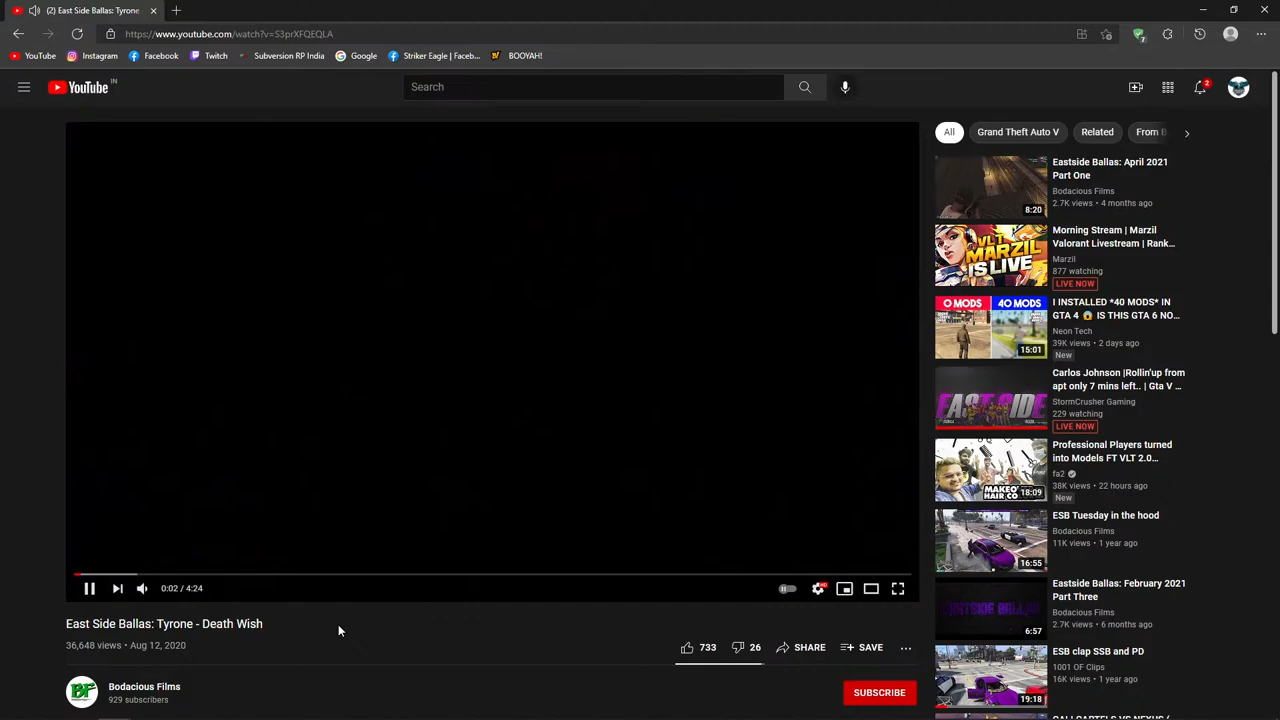 (2) East Side Ballas: Tyrone
https://www.youtube.com/watch?v=S3prXFQEQLA
7
YouTube
Instagram
Facebook
Twitch
Subversion RP India
Google
Striker Eagle | Faceb...
BOOYAH!
YouTube IN
Search
2
All
Grand Theft Auto V
Related
From B
Eastside Ballas: April 2021
Part One
Bodacious Films
2.7K views • 4 months ago
8:20
Morning Stream | Marzil
Valorant Livestream | Rank...
Marzil
877 watching
LIVE NOW
VLT
MARZIL
IS LIVE
I INSTALLED *40 MODS* IN
GTA 4 😱 IS THIS GTA 6 NO...
Neon Tech
39K views • 2 days ago
New
0 MODS
40 MODS
15:01
Carlos Johnson |Rollin'up from
apt only 7 mins left.. | Gta V ...
StormCrusher Gaming
229 watching
LIVE NOW
EAST SIDE
Professional Players turned
into Models FT VLT 2.0...
fa2
38K views • 22 hours ago
New
MAKEO
HAIR CO
18:09
ESB Tuesday in the hood
Bodacious Films
11K views • 1 year ago
16:55
Eastside Ballas: February 2021
Part Three
Bodacious Films
2.7K views • 6 months ago
EASTSIDE BALLAS
6:57
ESB clap SSB and PD
1001 OF Clips
16K views • 1 year ago
19:18
0:02 / 4:24
HD
East Side Ballas: Tyrone - Death Wish
36,648 views • Aug 12, 2020
733
26
SHARE
SAVE
BF
Bodacious Films
929 subscribers
SUBSCRIBE